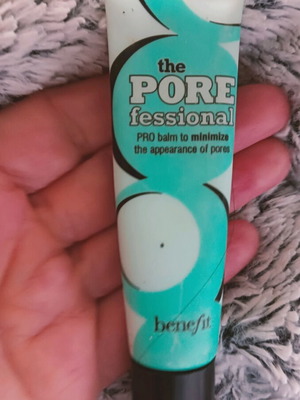 the
PORE
fessional
PRO balm to minimize
the appearance of pores
benefit